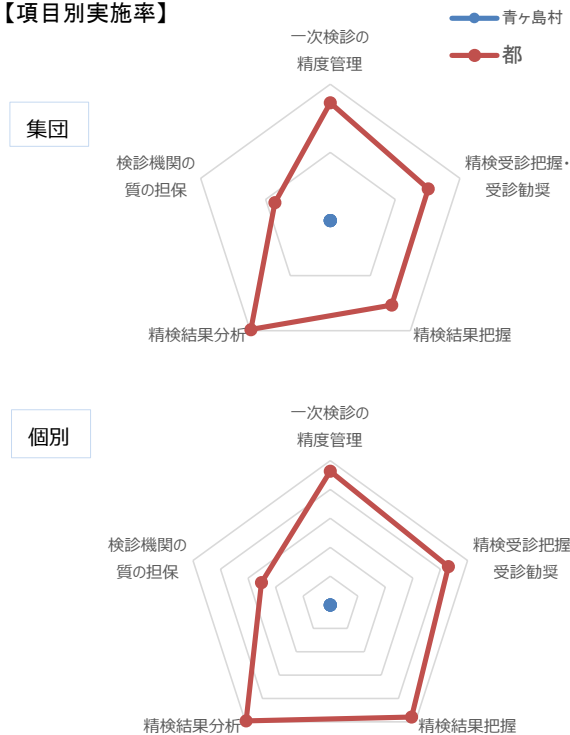 【項目別実施率】
青ヶ島村
都
集団
一次検診の
精度管理
精検受診把握・
受診勧奨
精検結果把握
精検結果分析
検診機関の
質の担保
個別
一次検診の
精度管理
精検受診把握
受診勧奨
精検結果把握
精検結果分析
検診機関の
質の担保